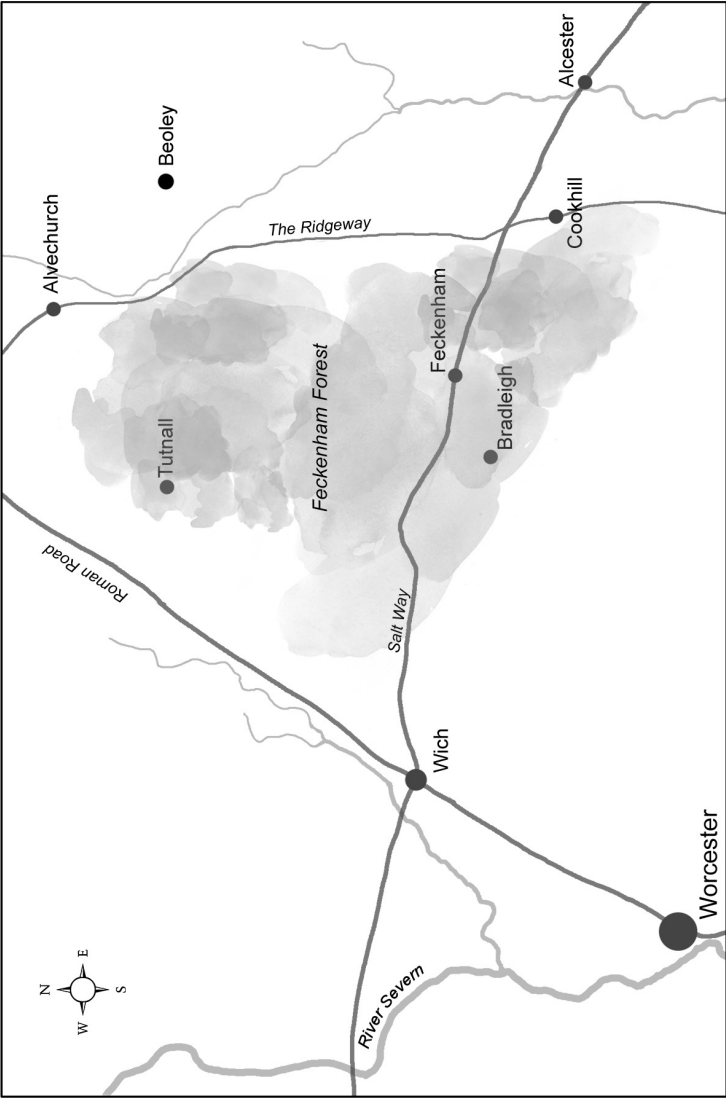 N
W
E
S
Alvechurch
Roman Road
Tutnall
Beoley
The Ridgeway
Feckenham Forest
River Severn
Salt Way
Feckenham
Wich
Bradleigh
Alcester
Cookhill
Worcester